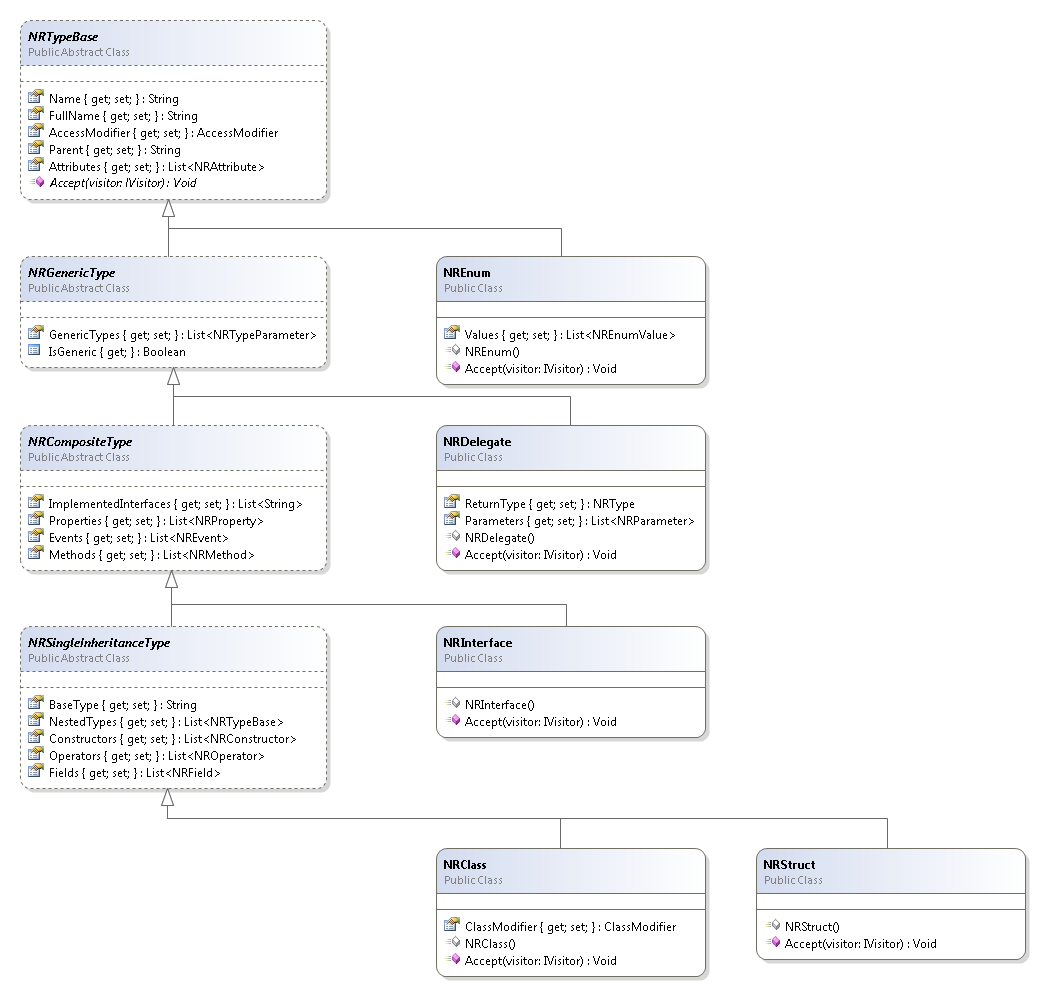 NRTypeBase
Public Abstract Class
Name { get; set; } : String
FullName { get; set; } : String
AccessModifier { get; set; } : AccessModifier
Parent { get; set; } : String
Attributes { get; set; } : List<NRAttribute>
Accept(visitor: IVisitor) : Void
NRGenericType
Public Abstract Class
GenericTypes { get; set; } : List<NRTypeParameter>
IsGeneric { get; } : Boolean
NREnum
Public Class
Values { get; set; } : List<NREnumValue>
NREnum()
Accept(visitor: IVisitor) : Void
NRCompositeType
Public Abstract Class
ImplementedInterfaces { get; set; } : List<String>
Properties { get; set; } : List<NRProperty>
Events { get; set; } : List<NREvent>
Methods { get; set; } : List<NRMethod>
NRDelegate
Public Class
ReturnType { get; set; } : NRType
Parameters { get; set; } : List<NRParameter>
NRDelegate()
Accept(visitor: IVisitor) : Void
NRSingleInheritanceType
Public Abstract Class
BaseType { get; set; } : String
NestedTypes { get; set; } : List<NRTypeBase>
Constructors { get; set; } : List<NRConstructor>
Operators { get; set; } : List<NROperator>
Fields { get; set; } : List<NRField>
NRInterface
Public Class
NRInterface()
Accept(visitor: IVisitor) : Void
NRClass
Public Class
ClassModifier { get; set; } : ClassModifier
NRClass()
Accept(visitor: IVisitor) : Void
NRStruct
Public Class
NRStruct()
Accept(visitor: IVisitor) : Void